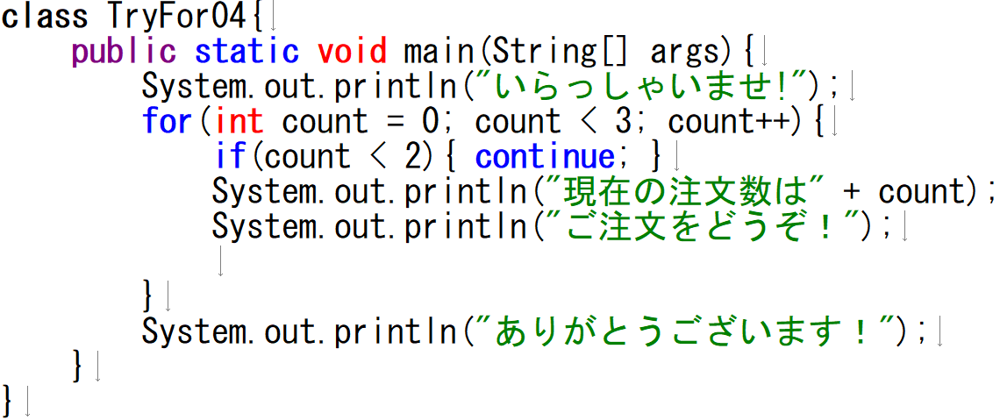 class TryFor04{
    public static void main(String[] args){
        System.out.println("いらっしゃいませ!");
        for(int count = 0; count < 3; count++){
            if(count < 2){ continue; }
            System.out.println("現在の注文数は" + count);
            System.out.println("ご注文をどうぞ！");

        }
        System.out.println("ありがとうございます！");
    }
}